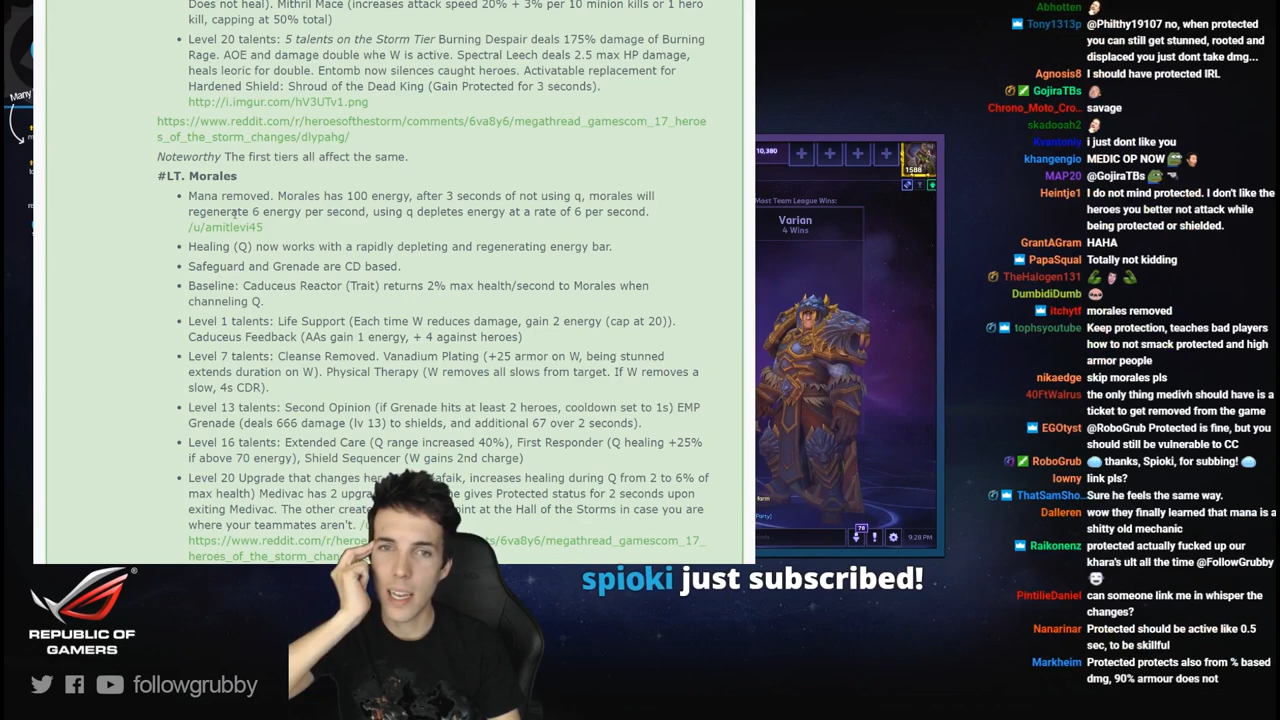 Does not heal). Mithril Mace (increases attack speed 20% + 3% per 10 minion kills or 1 hero
kill, capping at 50% total)
Level 20 talents: 5 talents on the Storm Tier Burning Despair deals 175% damage of Burning
Rage. AOE and damage double whe W is active. Spectral Leech deals 2.5 max HP damage,
heals leoric for double. Entomb now silences caught heroes. Activatable replacement for
Hardened Shield: Shroud of the Dead King (Gain Protected for 3 seconds).
http://i.imgur.com/hV3UTv1.png
https://www.reddit.com/r/heroesofthestorm/comments/6va8y6/megathread_gamescom_17_heroe
s_of_the_storm_changes/dlypahg/
Noteworthy The first tiers all affect the same.
#LT. Morales
Mana removed. Morales has 100 energy, after 3 seconds of not using q, morales will
regenerate 6 energy per second, using q depletes energy at a rate of 6 per second.
/u/amitlevi45
Healing (Q) now works with a rapidly depleting and regenerating energy bar.
Safeguard and Grenade are CD based.
Baseline: Caduceus Reactor (Trait) returns 2% max health/second to Morales when
channeling Q.
Level 1 talents: Life Support (Each time W reduces damage, gain 2 energy (cap at 20)).
Caduceus Feedback (AAs gain 1 energy, + 4 against heroes)
Level 7 talents: Cleanse Removed. Vanadium Plating (+25 armor on W, being stunned
extends duration on W). Physical Therapy (W removes all slows from target. If W removes a
slow, 4s CDR).
Level 13 talents: Second Opinion (if Grenade hits at least 2 heroes, cooldown set to 1s) EMP
Grenade (deals 666 damage (lv 13) to shields, and additional 67 over 2 seconds).
Level 16 talents: Extended Care (Q range increased 40%), First Responder (Q healing +25%
if above 70 energy), Shield Sequencer (W gains 2nd charge)
Level 20 Upgrade that changes her afaik, increases healing during Q from 2 to 6% of
max health) Medivac has 2 upgra ne gives Protected status for 2 seconds upon
exiting Medivac. The other create oint at the Hall of the Storms in case you are
where your teammates aren't.
https://www.reddit.com/r/heroe s/6va8y6/megathread_gamescom_17_
heroes_of_the_storm_chan
Many
10,380
1588
Most Team League Wins:
Varian
4 Wins
form
Party]
78
9:28 PM
spioki just subscribed!
REPUBLIC OF
GAMERS
followgrubby
Abhotten
Tony1313p @Philthy19107 no, when protected
you can still get stunned, rooted and
displaced you just dont take dmg...
Agnosis8 I should have protected IRL
GojiraTBs
Chrono_Moto_Cro... savage
skadooah2
Kvantoniy i just dont like you
khangengio MEDIC OP NOW
MAP20 @GojiraTBs
Heintje1 I do not mind protected. I don't like the
heroes you better not attack while
being protected or shielded.
GrantAGram HAHA
PapaSqual Totally not kidding
TheHalogen131
DumbidiDumb
itchytf morales removed
tophsyoutube Keep protection, teaches bad players
how to not smack protected and high
armor people
nikaedge skip morales pls
40FtWalrus the only thing medivh should have is a
ticket to get removed from the game
EGOtyst @RoboGrub Protected is fine, but you
should still be vulnerable to CC
RoboGrub thanks, Spioki, for subbing!
lowny link pls?
ThatSamSho... Sure he feels the same way.
Dalleren wow they finally learned that mana is a
shitty old mechanic
Raikonenz protected actually fucked up our
khara's ult all the time @FollowGrubby
PintilieDaniel can someone link me in whisper the
changes?
Nanarinar Protected should be active like 0.5
sec, to be skillful
Markheim Protected protects also from % based
dmg, 90% armour does not